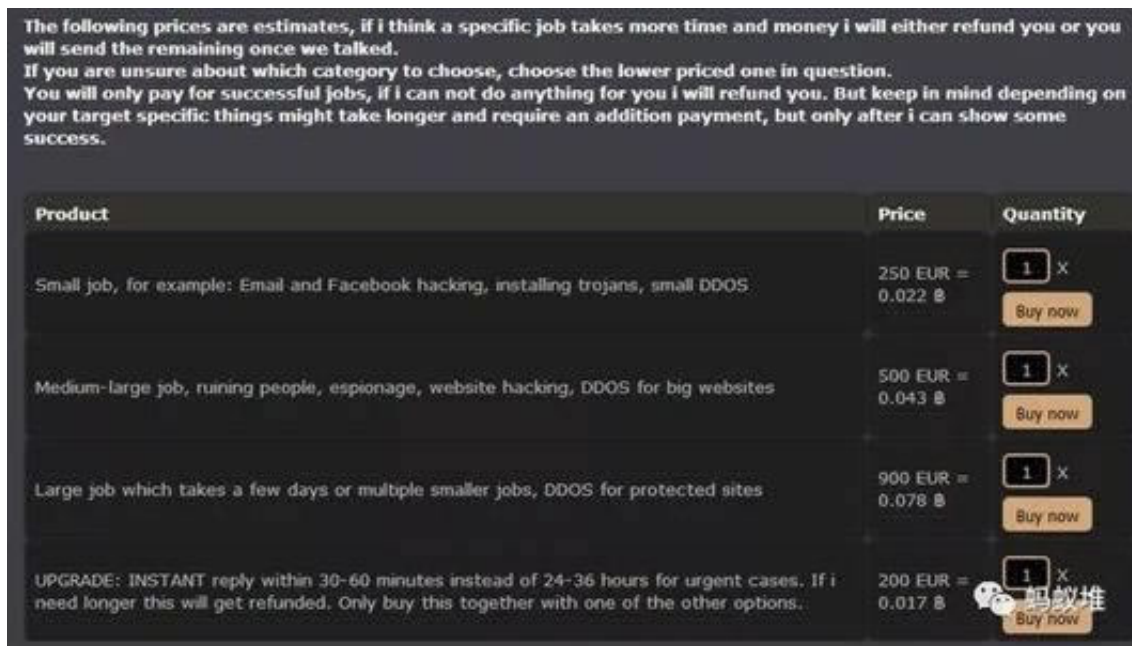 The following prices are estimates, if i think a specific job takes more time and money i will either refund you or you
will send the remaining once we talked.
If you are unsure about which category to choose, choose the lower priced one in question.
You will only pay for successful jobs, if i can not do anything for you i will refund you. But keep in mind depending on
your target specific things might take longer and require an addition payment, but only after i can show some
success.
Product Price Quantity
Small job, for example: Email and Facebook hacking, installing trojans, small DDOS
250 EUR =
0.022 ฿
1 X
Buy now
Medium-large job, ruining people, espionage, website hacking, DDOS for big websites
500 EUR =
0.043 ฿
1 X
Buy now
Large job which takes a few days or multiple smaller jobs, DDOS for protected sites
900 EUR =
0.078 ฿
1 X
Buy now
UPGRADE: INSTANT reply within 30-60 minutes instead of 24-36 hours for urgent cases. If i
need longer this will get refunded. Only buy this together with one of the other options.
200 EUR =
0.017 ฿
1 X
Buy now
蚂蚁堆